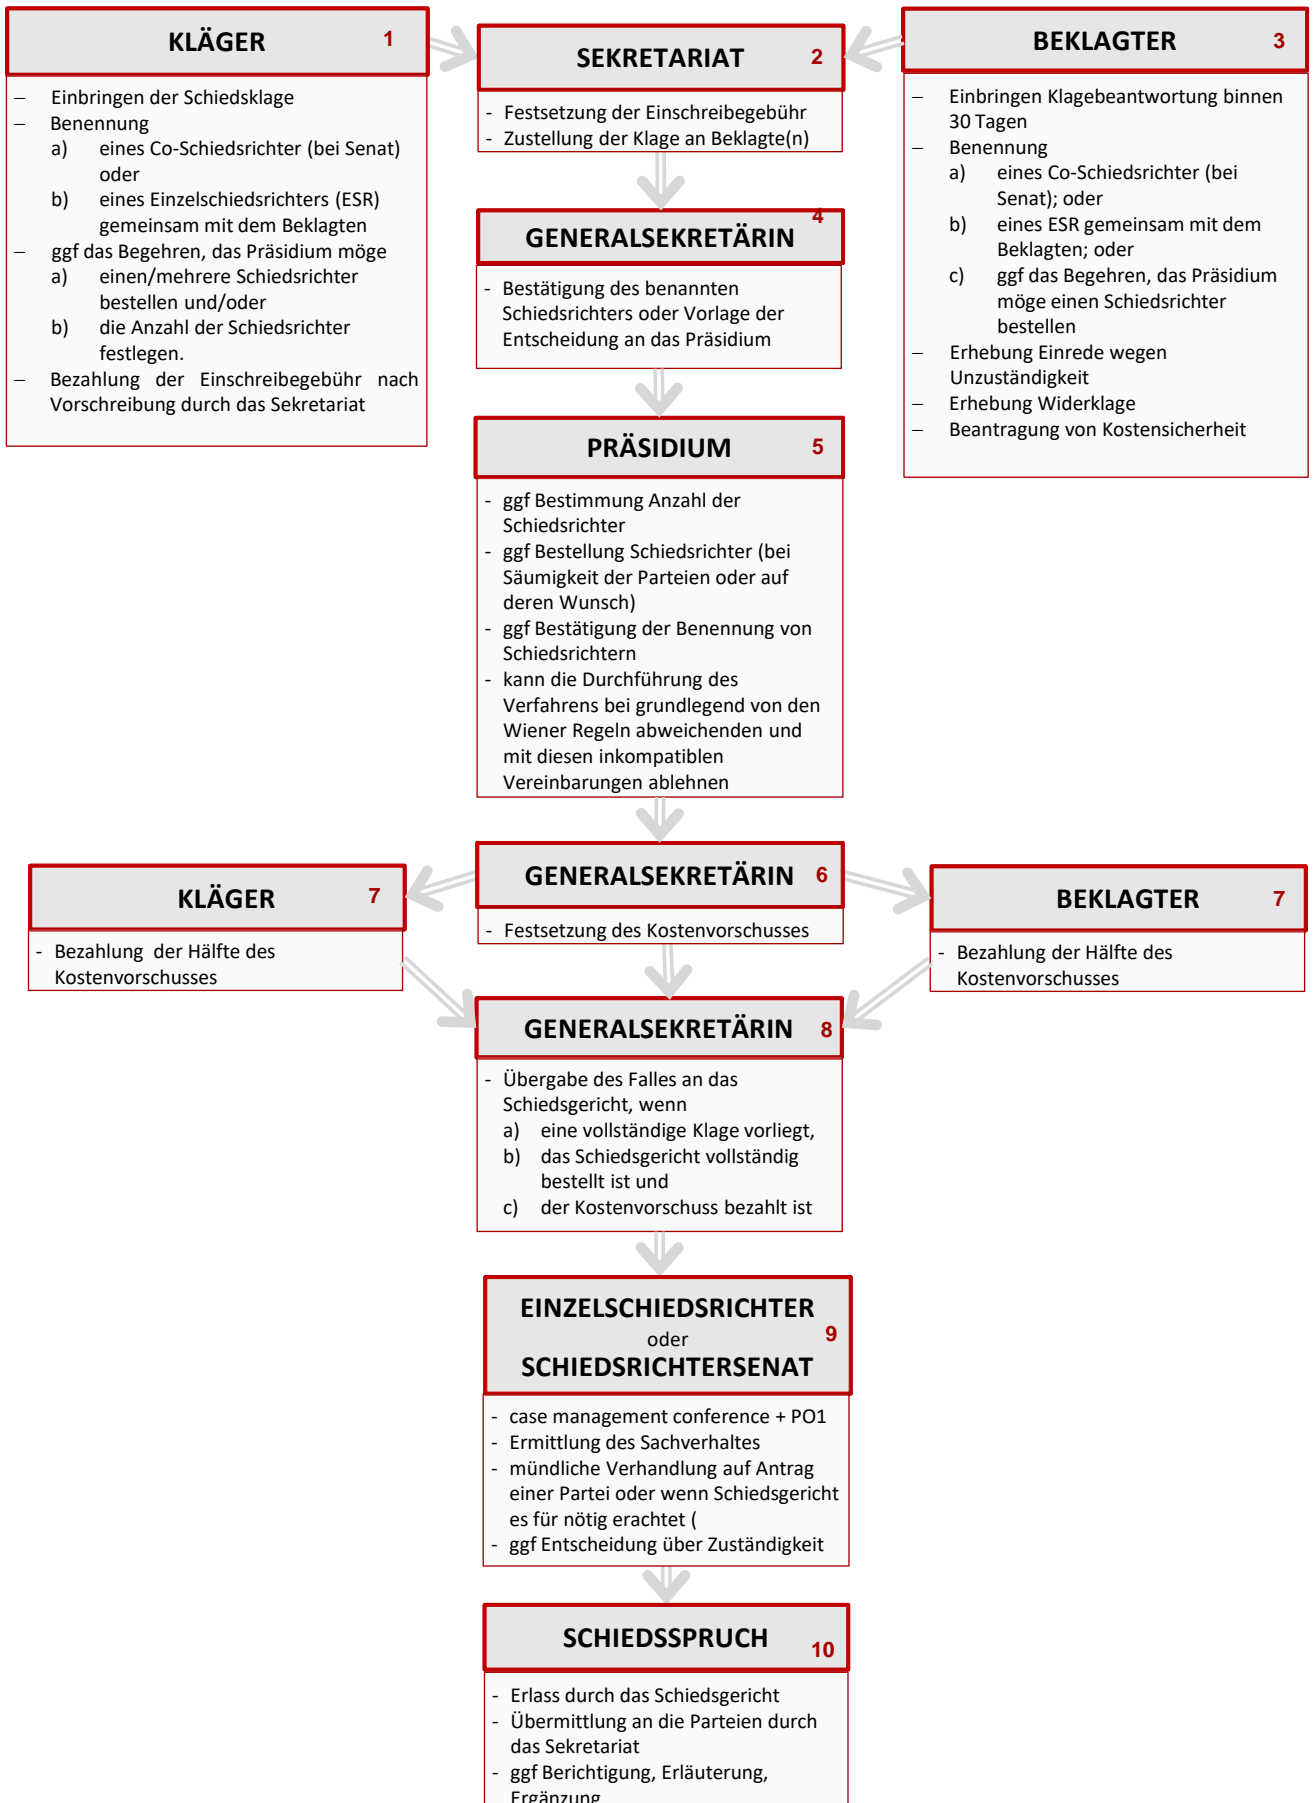 KLÄGER 1
– Einbringen der Schiedsklage
– Benennung
a) eines Co-Schiedsrichter (bei Senat)
oder
b) eines Einzelschiedsrichters (ESR)
gemeinsam mit dem Beklagten
– ggf das Begehren, das Präsidium möge
a) einen/mehrere Schiedsrichter
bestellen und/oder
b) die Anzahl der Schiedsrichter
festlegen.
– Bezahlung der Einschreibegebühr nach
Vorschreibung durch das Sekretariat
SEKRETARIAT 2
- Festsetzung der Einschreibegebühr
- Zustellung der Klage an Beklagte(n)
BEKLAGTER 3
– Einbringen Klagebeantwortung binnen
30 Tagen
– Benennung
a) eines Co-Schiedsrichter (bei
Senat); oder
b) eines ESR gemeinsam mit dem
Beklagten; oder
c) ggf das Begehren, das Präsidium
möge einen Schiedsrichter
bestellen
– Erhebung Einrede wegen
Unzuständigkeit
– Erhebung Widerklage
– Beantragung von Kostensicherheit
GENERALSEKRETÄRIN 4
- Bestätigung des benannten
Schiedsrichters oder Vorlage der
Entscheidung an das Präsidium
PRÄSIDIUM 5
- ggf Bestimmung Anzahl der
Schiedsrichter
- ggf Bestellung Schiedsrichter (bei
Säumigkeit der Parteien oder auf
deren Wunsch)
- ggf Bestätigung der Benennung von
Schiedsrichtern
- kann die Durchführung des
Verfahrens bei grundlegend von den
Wiener Regeln abweichenden und
mit diesen inkompatiblen
Vereinbarungen ablehnen
GENERALSEKRETÄRIN 6
- Festsetzung des Kostenvorschusses
KLÄGER 7
- Bezahlung der Hälfte des
Kostenvorschusses
BEKLAGTER 7
- Bezahlung der Hälfte des
Kostenvorschusses
GENERALSEKRETÄRIN 8
- Übergabe des Falles an das
Schiedsgericht, wenn
a) eine vollständige Klage vorliegt,
b) das Schiedsgericht vollständig
bestellt ist und
c) der Kostenvorschuss bezahlt ist
EINZELSCHIEDSRICHTER
oder 9
SCHIEDSRICHTERSENAT
- case management conference + PO1
- Ermittlung des Sachverhaltes
- mündliche Verhandlung auf Antrag
einer Partei oder wenn Schiedsgericht
es für nötig erachtet (
- ggf Entscheidung über Zuständigkeit
SCHIEDSSPRUCH 10
- Erlass durch das Schiedsgericht
- Übermittlung an die Parteien durch
das Sekretariat
- ggf Berichtigung, Erläuterung,
Ergänzung